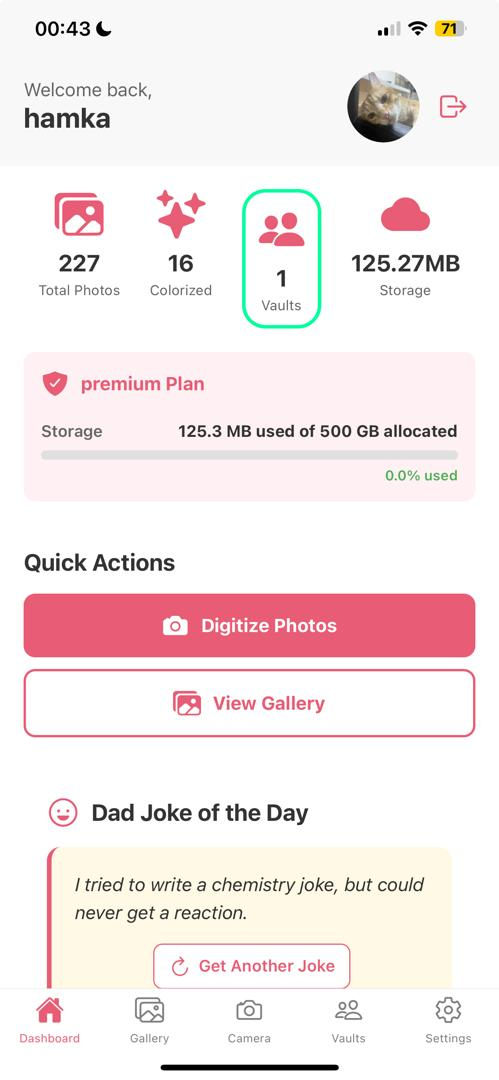 00:43
71
Welcome back,
hamka
227
Total Photos
16
Colorized
1
Vaults
125.27MB
Storage
premium Plan
Storage 125.3 MB used of 500 GB allocated
0.0% used
Quick Actions
Digitize Photos
View Gallery
Dad Joke of the Day
I tried to write a chemistry joke, but could
never get a reaction.
Get Another Joke
Dashboard
Gallery
Camera
Vaults
Settings